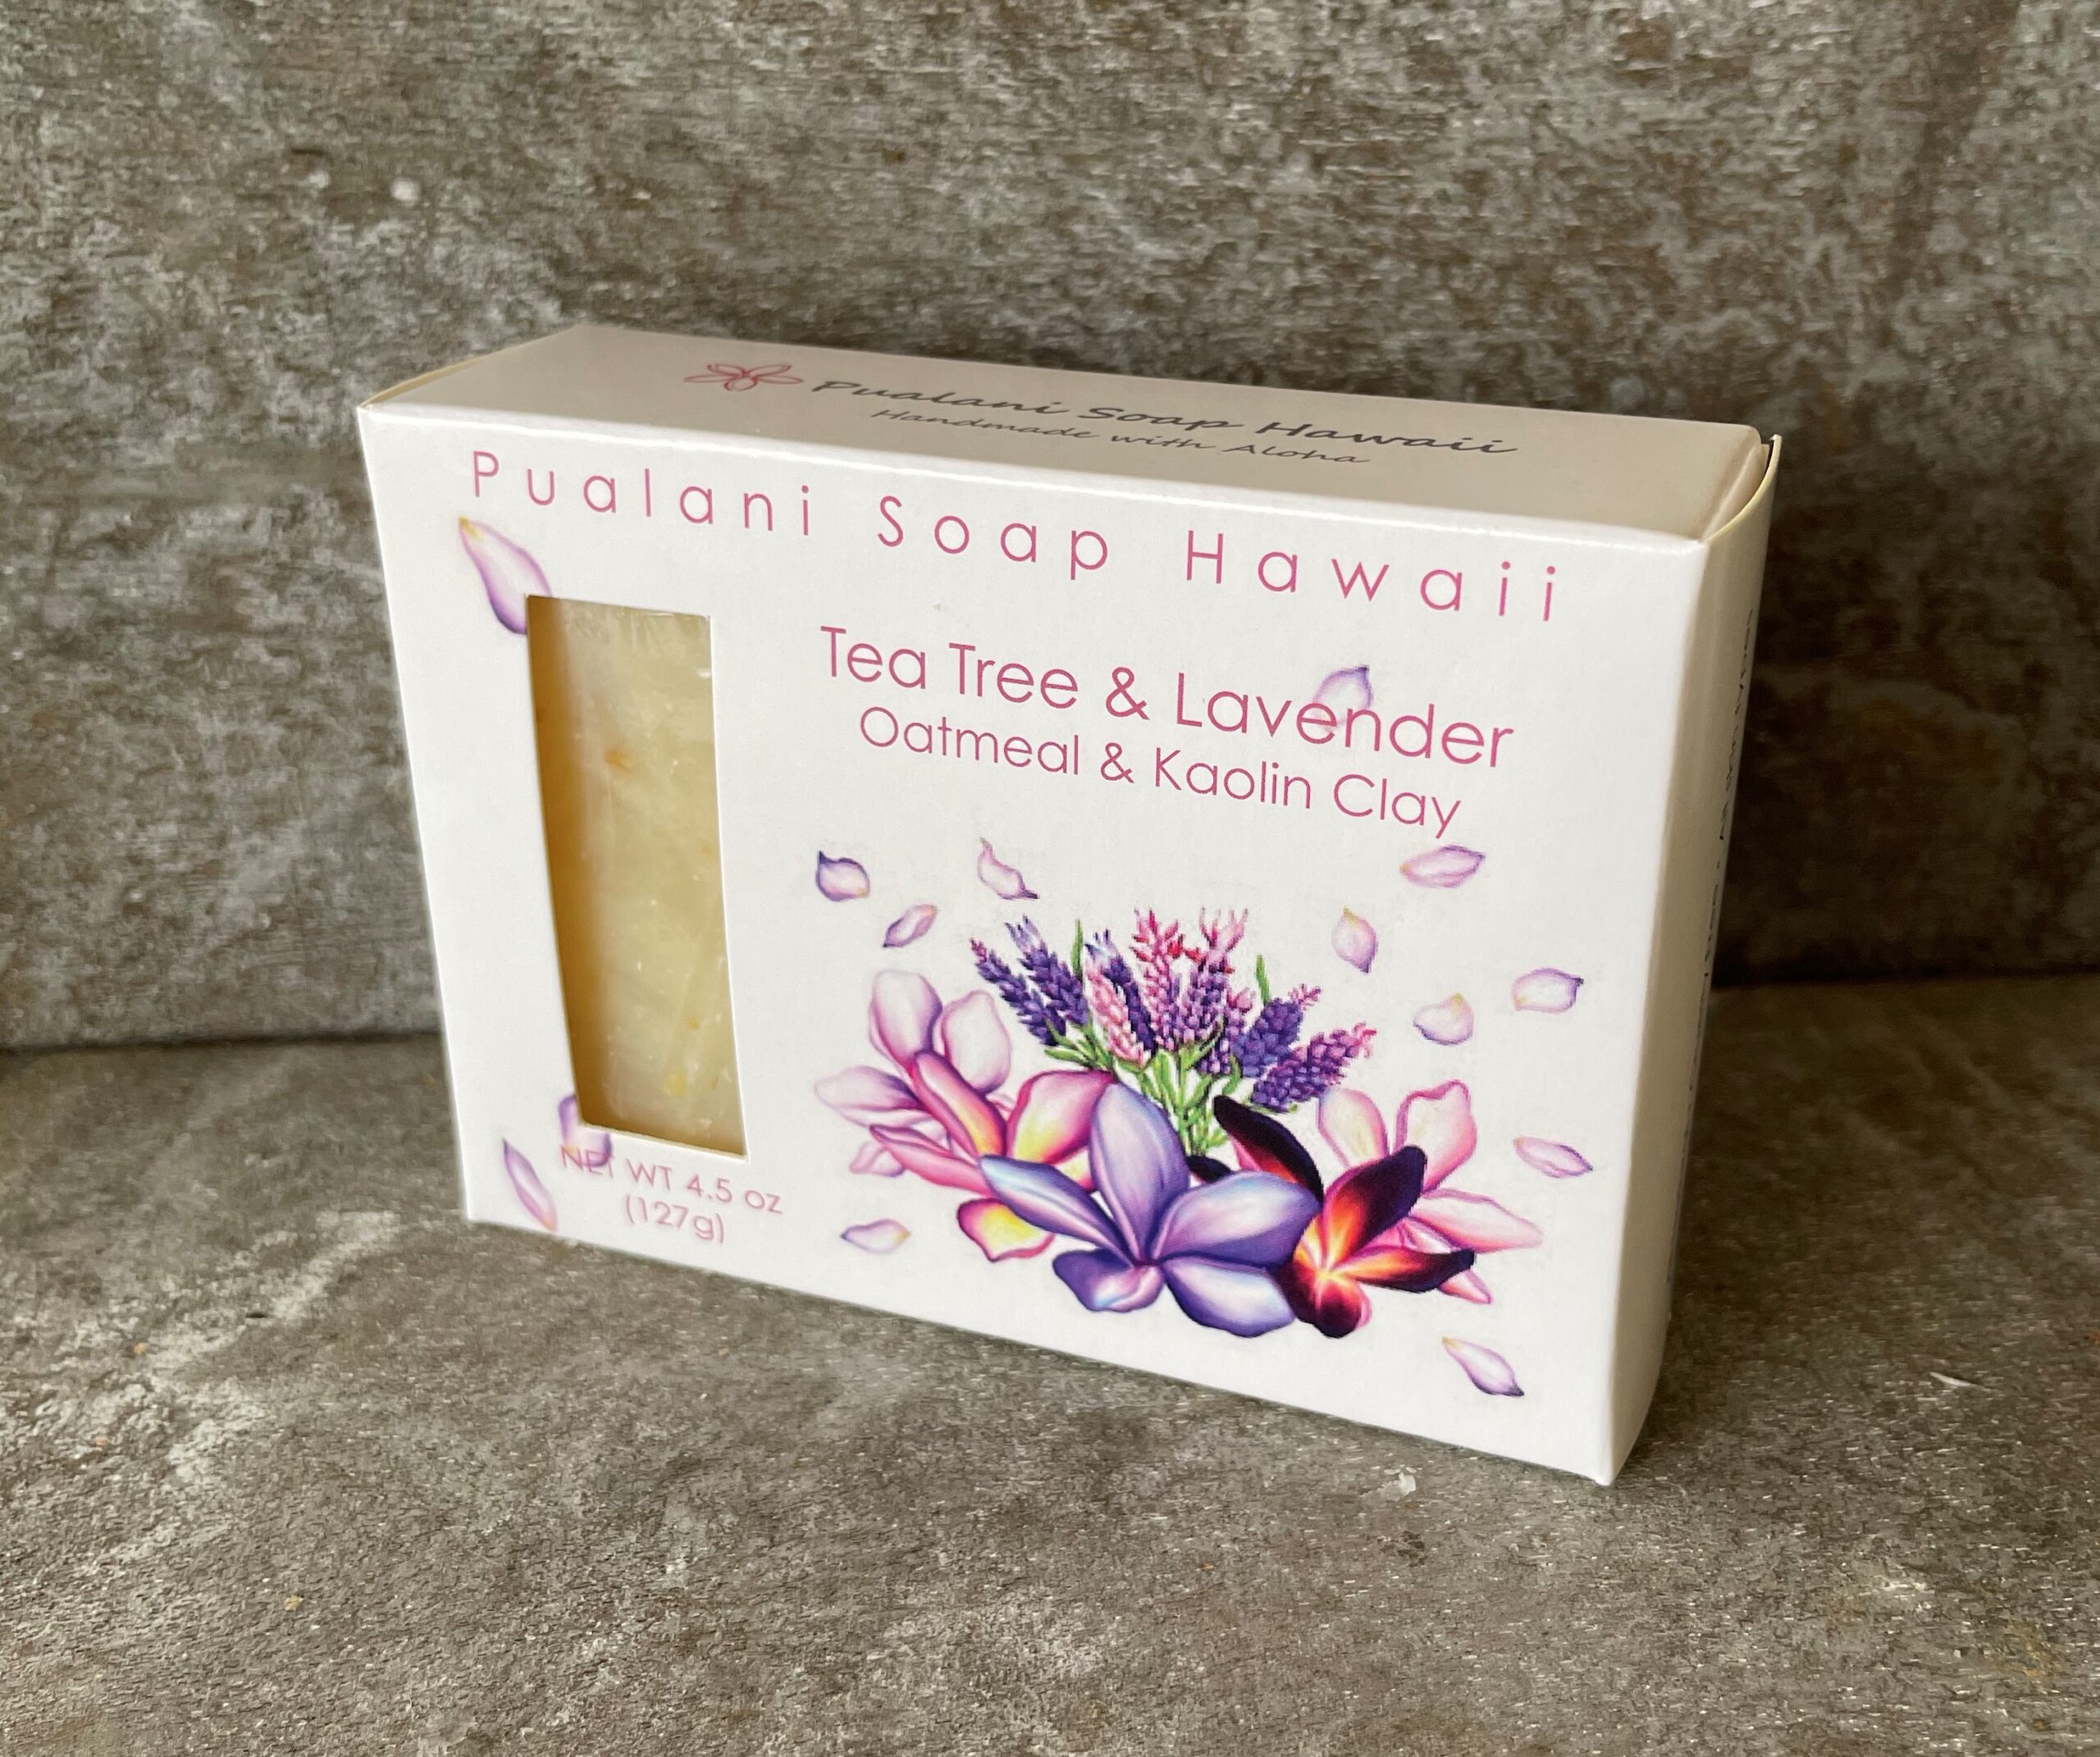 Pualani Soap Hawaii
Handmade with Aloha
Pualani Soap Hawaii
Tea Tree & Lavender
Oatmeal & Kaolin Clay
NET WT 4.5 oz
(127g)